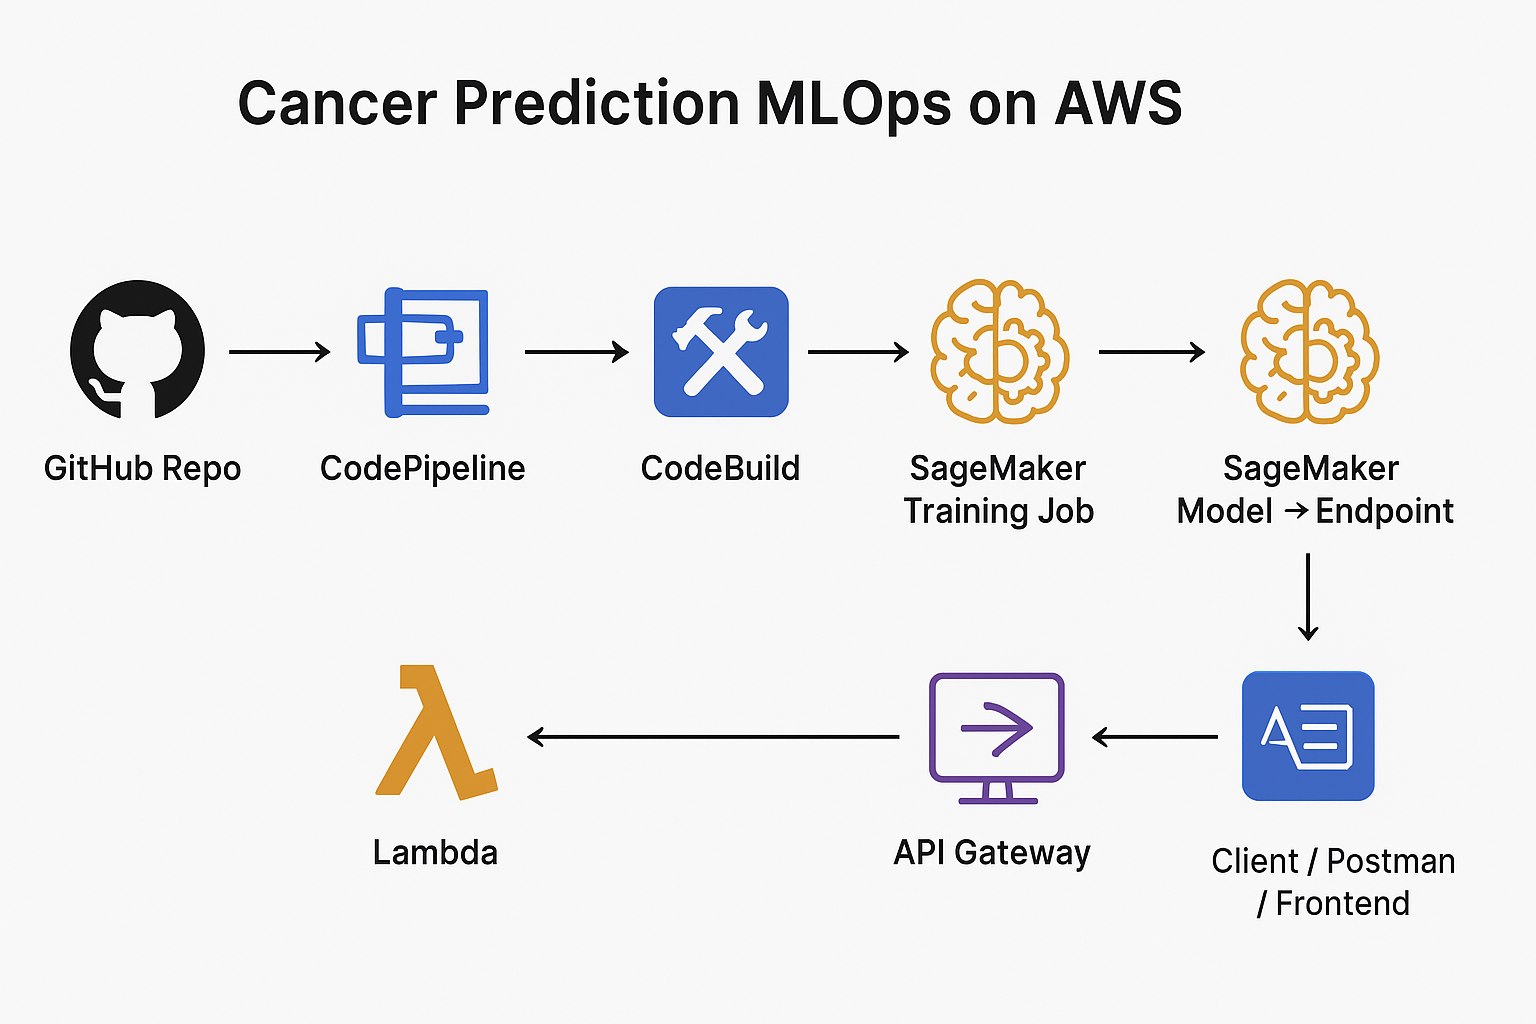 Cancer Prediction MLOps on AWS
GitHub Repo
CodePipeline
CodeBuild
SageMaker
Training Job
SageMaker
Model → Endpoint
Lambda
API Gateway
Client / Postman
/ Frontend